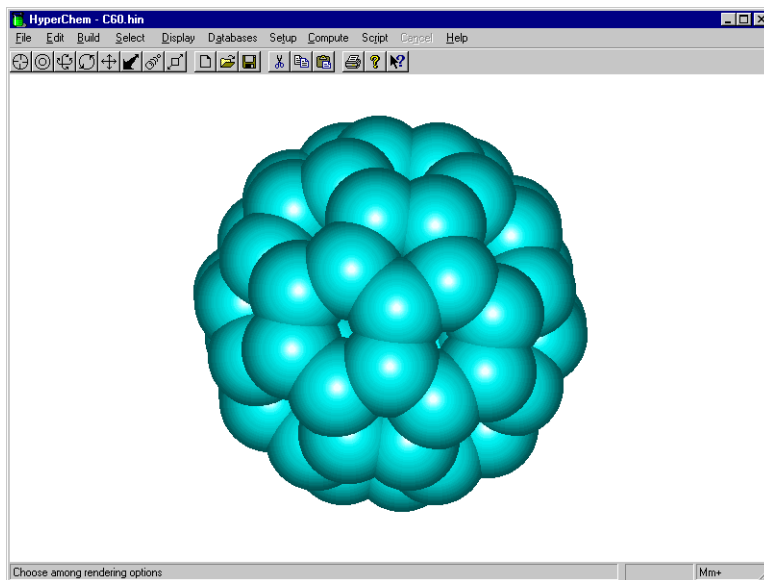 HyperChem - C60.hin
File Edit Build Select Display Databases Setup Compute Script Cancel Help
Choose among rendering options Mm+